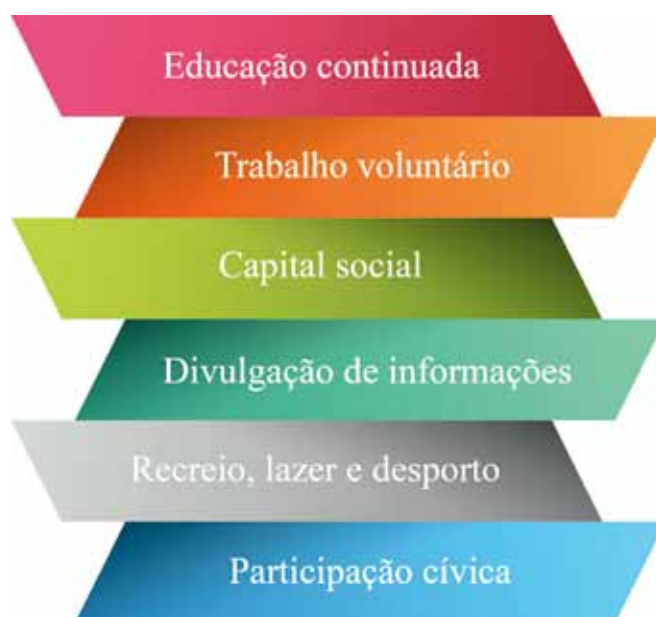 Educação continuada
Trabalho voluntário
Capital social
Divulgação de informações
Recreio, lazer e desporto
Participação cívica